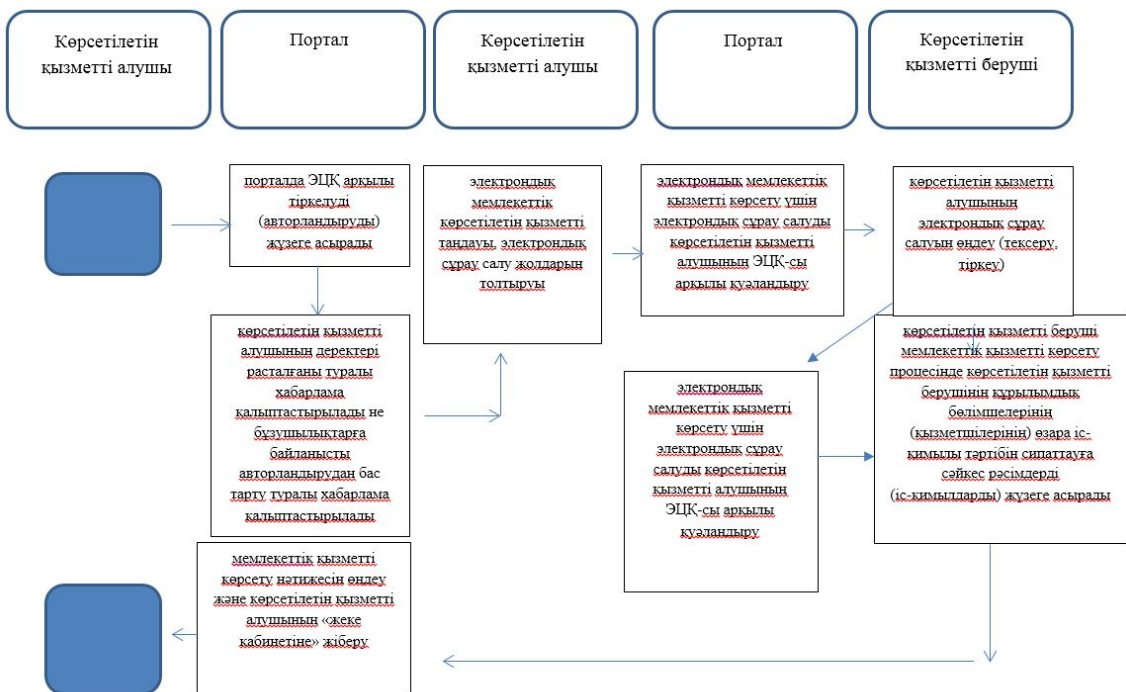 Көрсетілетін
қызметті алушы
Портал
Көрсетілетін
қызметті алушы
Портал
Көрсетілетін
қызметті беруші
порталда ЭЦҚ арқылы
тіркелуді
(авторландыруды)
жүзеге асырады
электрондық
мемлекеттік
көрсетілетін қызметті
таңдауы, электрондық
сұрау салу жолдарын
толтыруы
электрондық мемлекеттік
қызметті көрсету үшін
электрондық сұрау салуды
көрсетілетін қызметті
алушының ЭЦҚ-сы
арқылы куәландыру
көрсетілетін қызметті
алушының
электрондық сұрау
салуын өңдеу (тексеру,
тіркеу)
көрсетілетін қызметті
алушының деректері
расталғаны туралы
хабарлама
қалыптастырылады не
бұзушылықтарға
байланысты
авторландырудан бас
тарту туралы хабарлама
қалыптастырылады
электрондық
мемлекеттік қызметті
көрсету үшін
электрондық сұрау
салуды көрсетілетін
қызметті алушының
ЭЦҚ-сы арқылы
куәландыру
көрсетілетін қызметті беруші
мемлекеттік қызметті көрсету
процесінде көрсетілетін қызметті
берушінің құрылымдық
бөлімшелерінің
(қызметшілерінің) өзара іс-
қимылы тәртібін сипаттауға
сәйкес рәсімдерді
(іс-қимылдарды) жүзеге асырады
мемлекеттік қызметті
көрсету нәтижесін өңдеу
және көрсетілетін қызметті
алушының «жеке
кабинетіне» жіберу